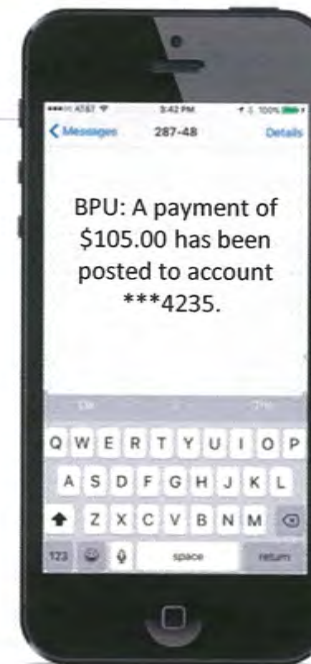 AT&T 3:42 PM 100%
Messages 287-48 Details
BPU: A payment of
$105.00 has been
posted to account
***4235.
Q W E R T Y U I O P
A S D F G H J K L
Z X C V B N M
123 space return